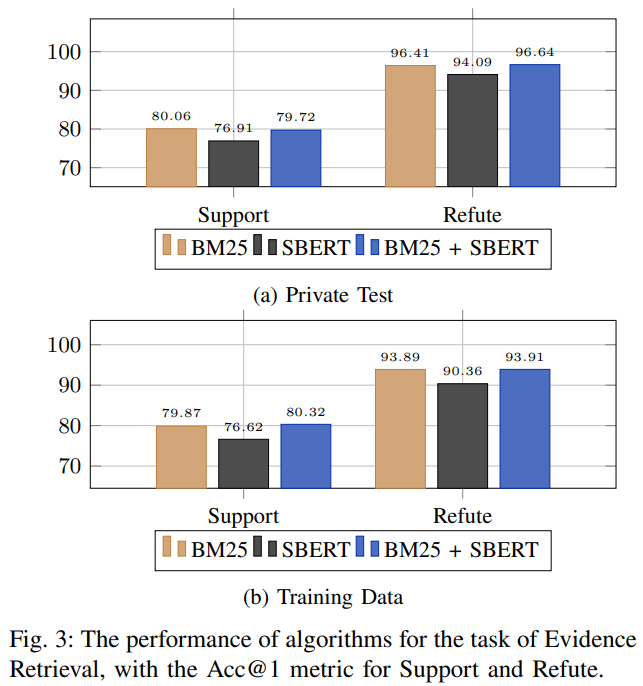 100
90
80
70
80.06
76.91
79.72
96.41
94.09
96.64
Support
Refute
BM25 SBERT BM25 + SBERT
(a) Private Test
100
90
80
70
79.87
76.62
80.32
93.89
90.36
93.91
Support
Refute
BM25 SBERT BM25 + SBERT
(b) Training Data
Fig. 3: The performance of algorithms for the task of Evidence
Retrieval, with the Acc@1 metric for Support and Refute.